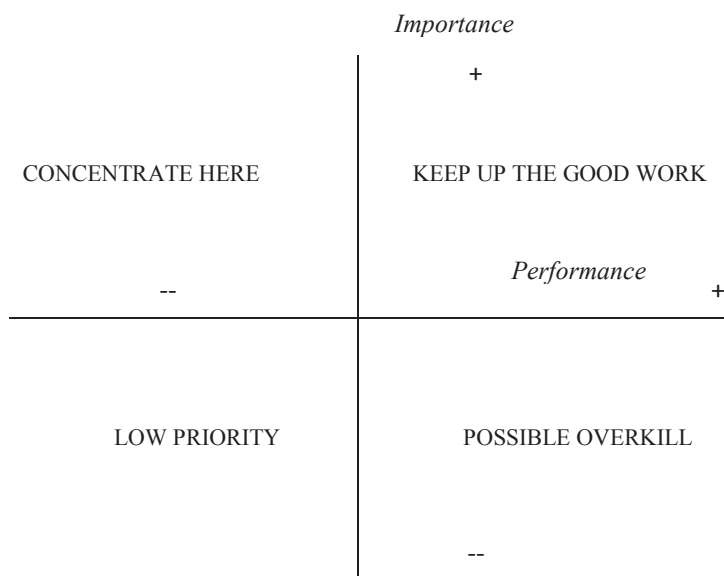 Importance
+
CONCENTRATE HERE
KEEP UP THE GOOD WORK
Performance
--
+
LOW PRIORITY
POSSIBLE OVERKILL
--